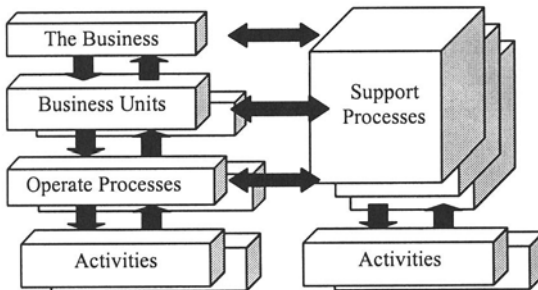 The Business
Business Units
Operate Processes
Activities
Support
Processes
Activities